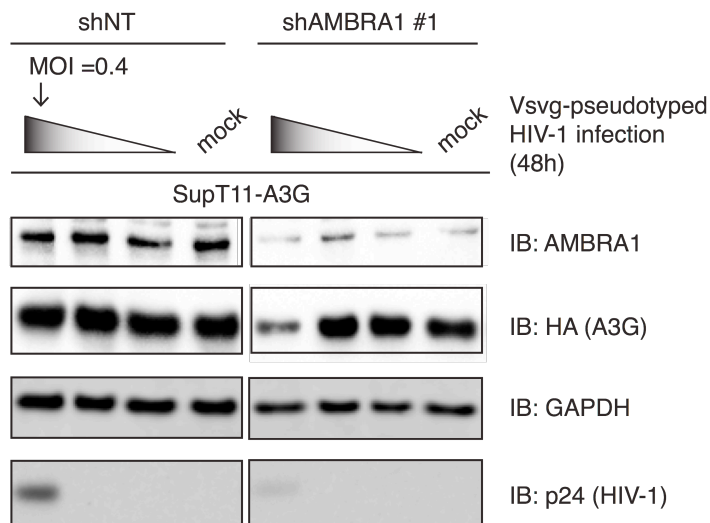 shNT
shAMBRA1 #1
MOI =0.4
mock
mock
Vsvg-pseudotyped
HIV-1 infection
(48h)
SupT11-A3G
IB: AMBRA1
IB: HA (A3G)
IB: GAPDH
IB: p24 (HIV-1)